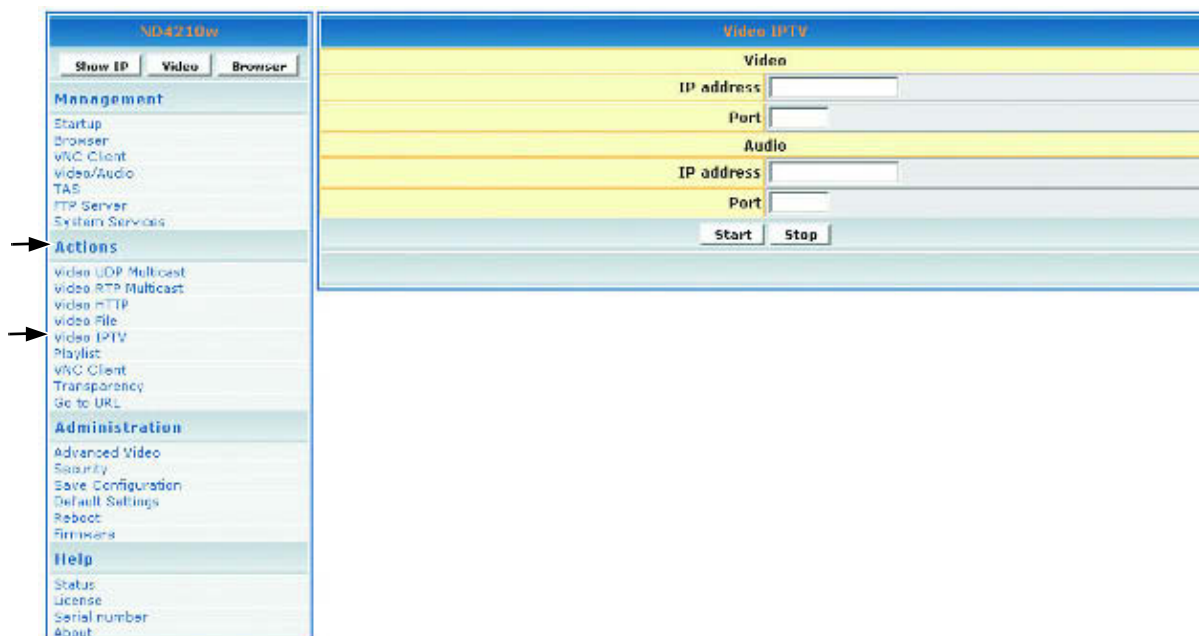 ND4210w
Show IP Video Browser
Management
Startup
Browser
VNC Client
Video/Audio
TAS
FTP Server
System Services
Actions
Video UDP Multicast
Video RTP Multicast
Video HTTP
Video File
Video IPTV
Playlist
VNC Client
Transparency
Go to URL
Administration
Advanced Video
Security
Save Configuration
Default Settings
Reboot
Firmware
Help
Status
License
Serial number
About
Video IPTV
Video
IP address
Port
Audio
IP address
Port
Start Stop